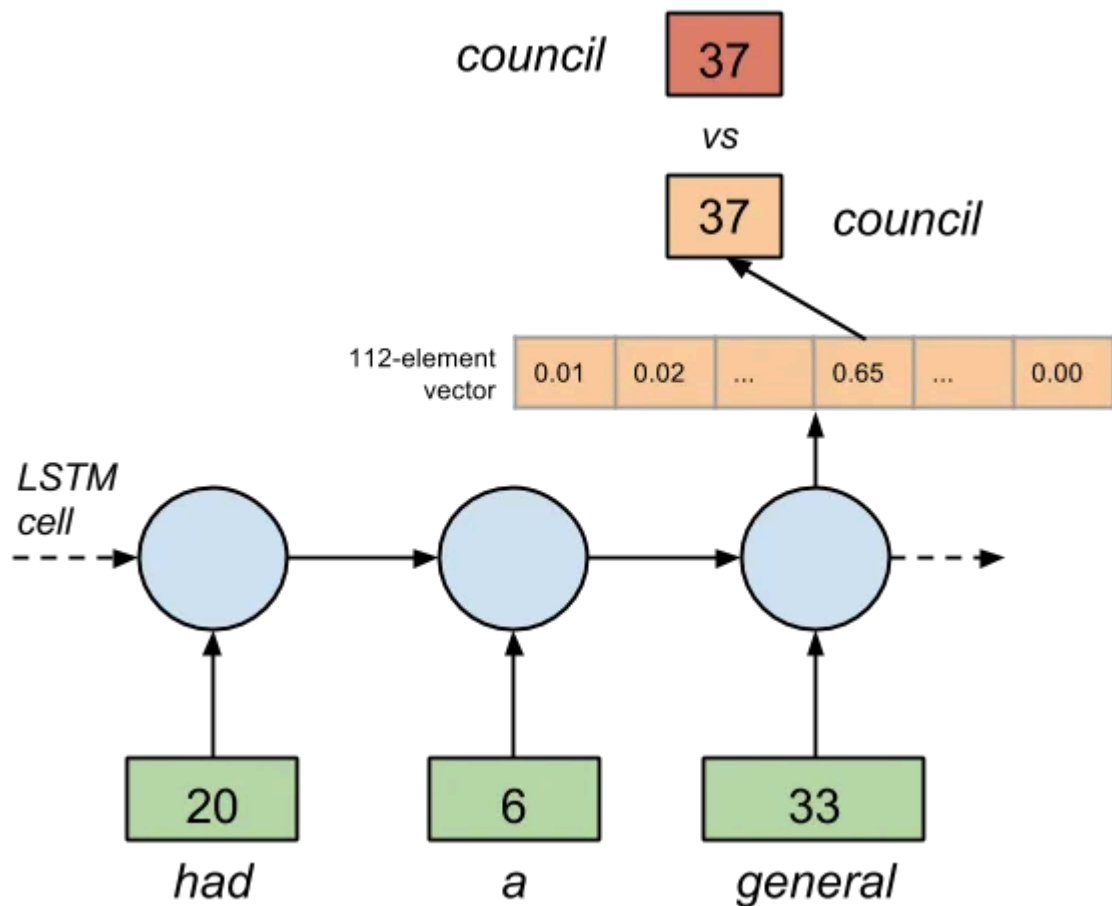 council 37
vs
37 council
112-element
vector
0.01 0.02 ... 0.65 ... 0.00
LSTM
cell
20 6 33
had a general